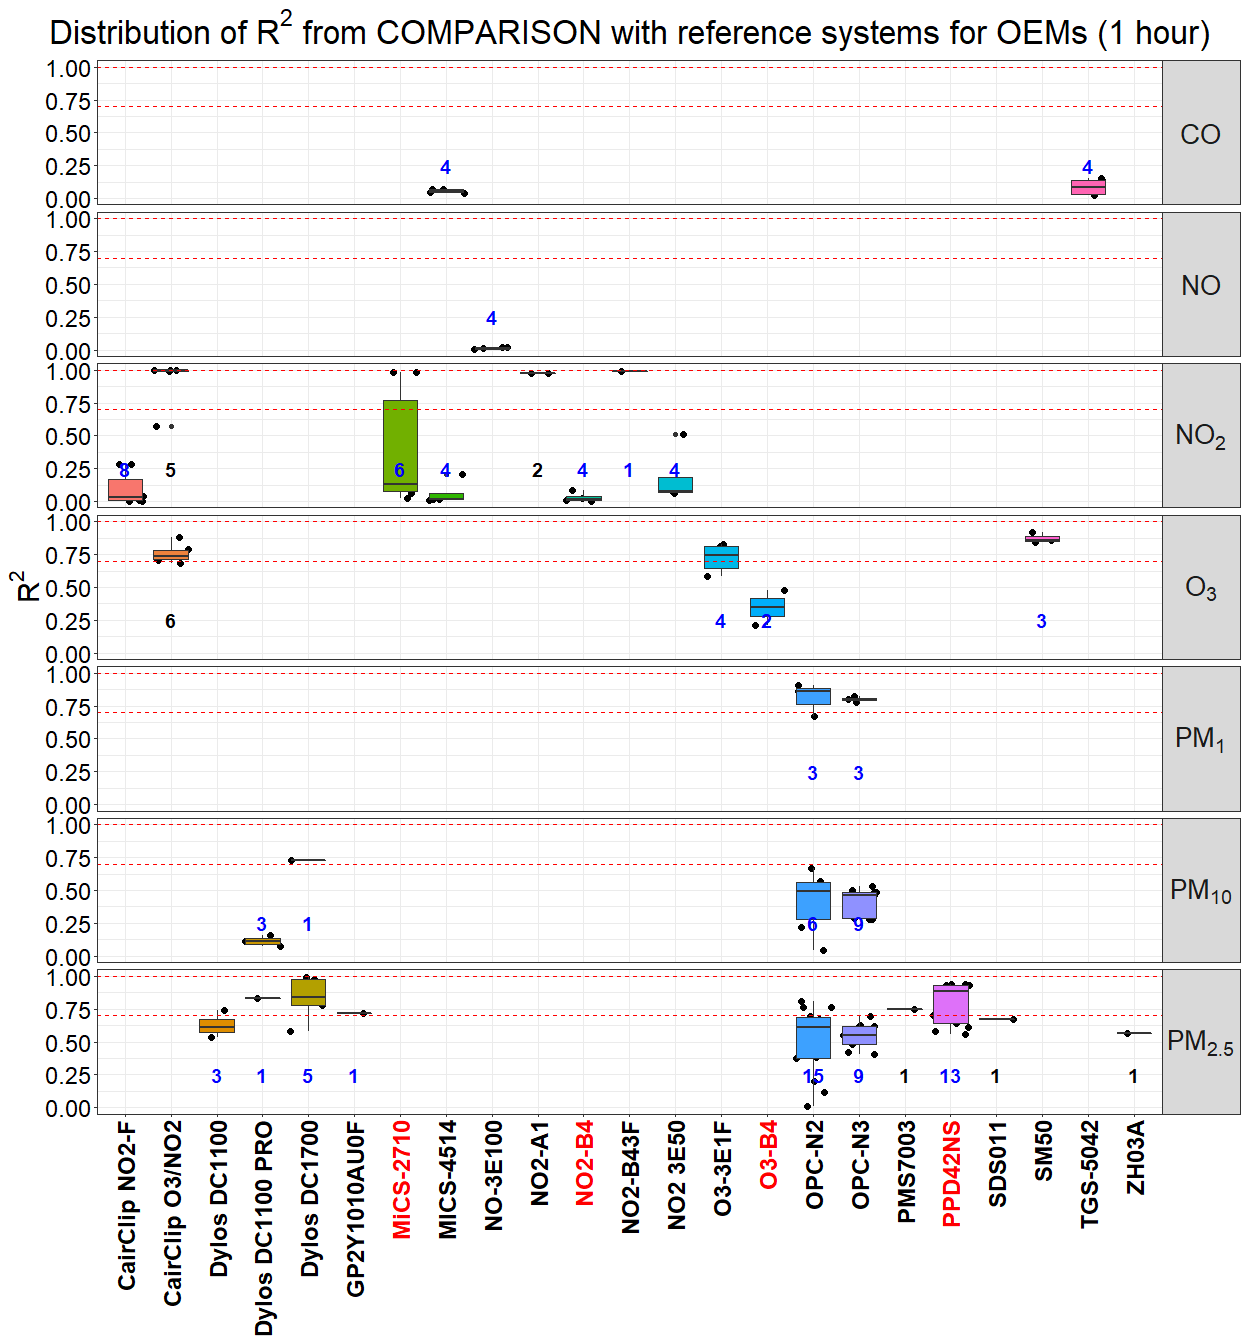 Distribution of R2 from COMPARISON with reference systems for OEMs (1 hour)
R2
1.00
0.75
0.50
0.25
0.00
4
4
CO
1.00
0.75
0.50
0.25
0.00
4
NO
1.00
0.75
0.50
0.25
0.00
8
5
6
4
2
4
1
4
NO2
1.00
0.75
0.50
0.25
0.00
6
4
2
3
O3
1.00
0.75
0.50
0.25
0.00
3
3
PM1
1.00
0.75
0.50
0.25
0.00
3
1
6
9
PM10
1.00
0.75
0.50
0.25
0.00
3
1
5
1
15
9
1
13
1
1
PM2.5
CairClip NO2-F
CairClip O3/NO2
Dylos DC1100
Dylos DC1100 PRO
Dylos DC1700
GP2Y1010AU0F
MiCS-2710
MICS-4514
NO-3E100
NO2-A1
NO2-B4
NO2-B43F
NO2 3E50
O3-3E1F
O3-B4
OPC-N2
OPC-N3
PMS7003
PPD42NS
SDS011
SM50
TGS-5042
ZH03A